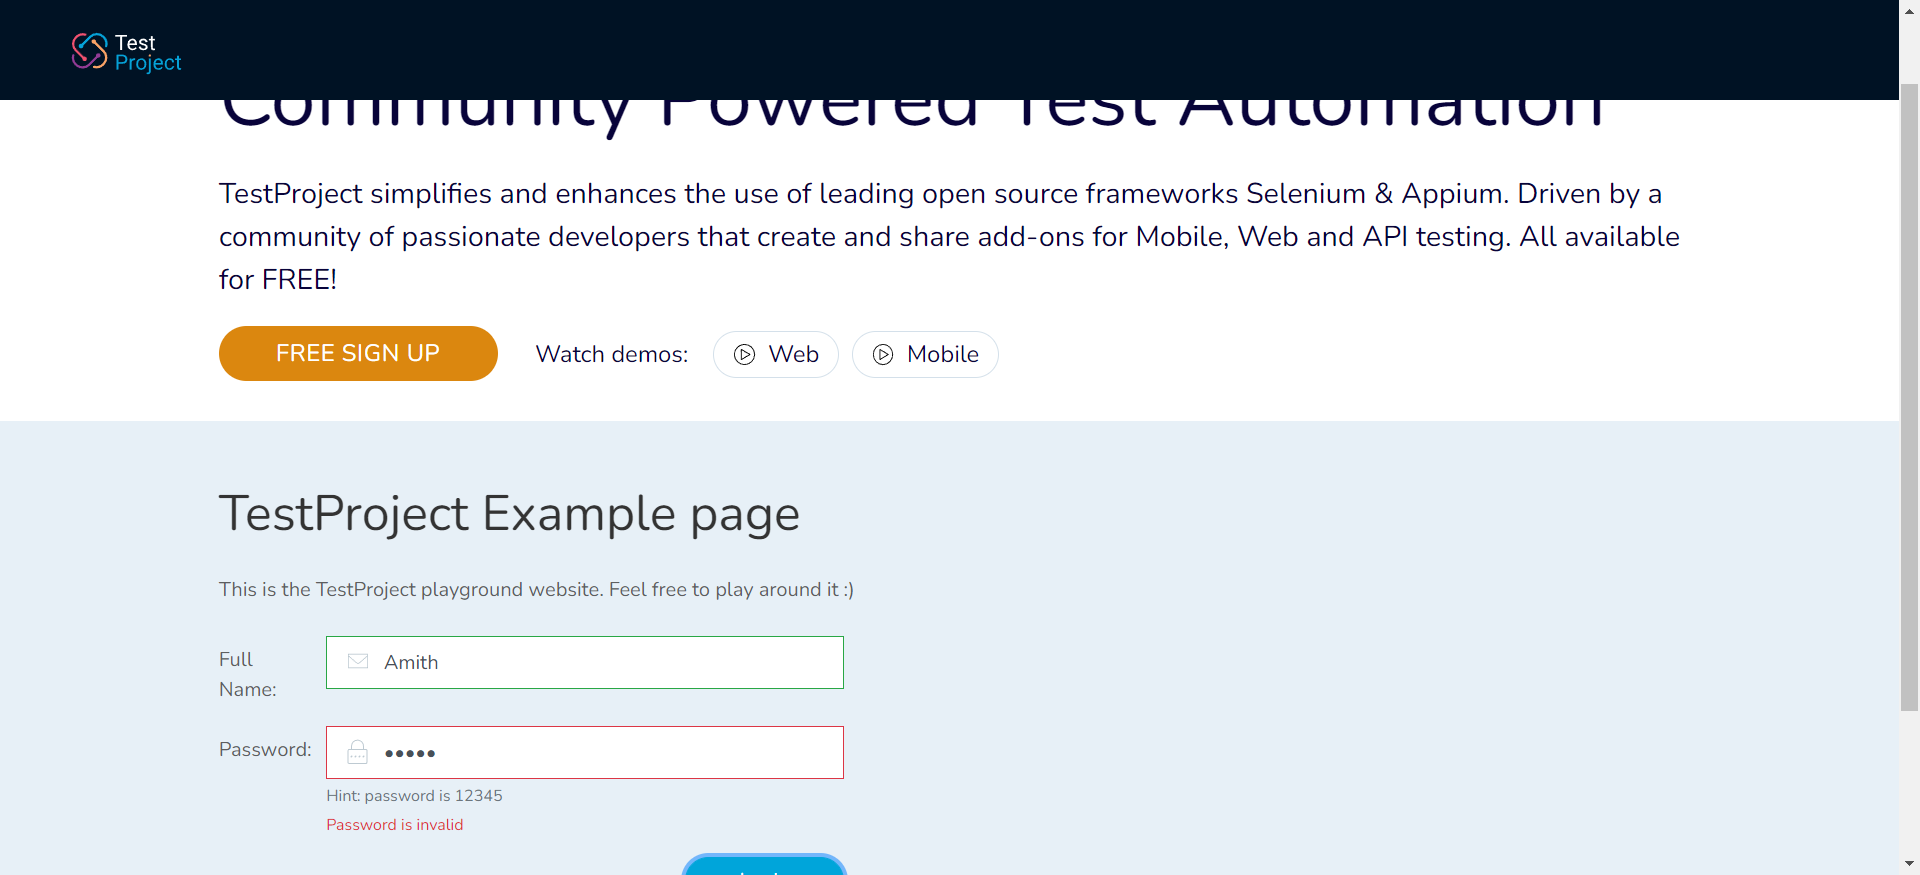 Test
Project
Community Powered Test Automation
TestProject simplifies and enhances the use of leading open source frameworks Selenium & Appium. Driven by a
community of passionate developers that create and share add-ons for Mobile, Web and API testing. All available
for FREE!
FREE SIGN UP
Watch demos:
Web
Mobile
TestProject Example page
This is the TestProject playground website. Feel free to play around it :)
Full
Name:
Amith
Password:
•••••
Hint: password is 12345
Password is invalid